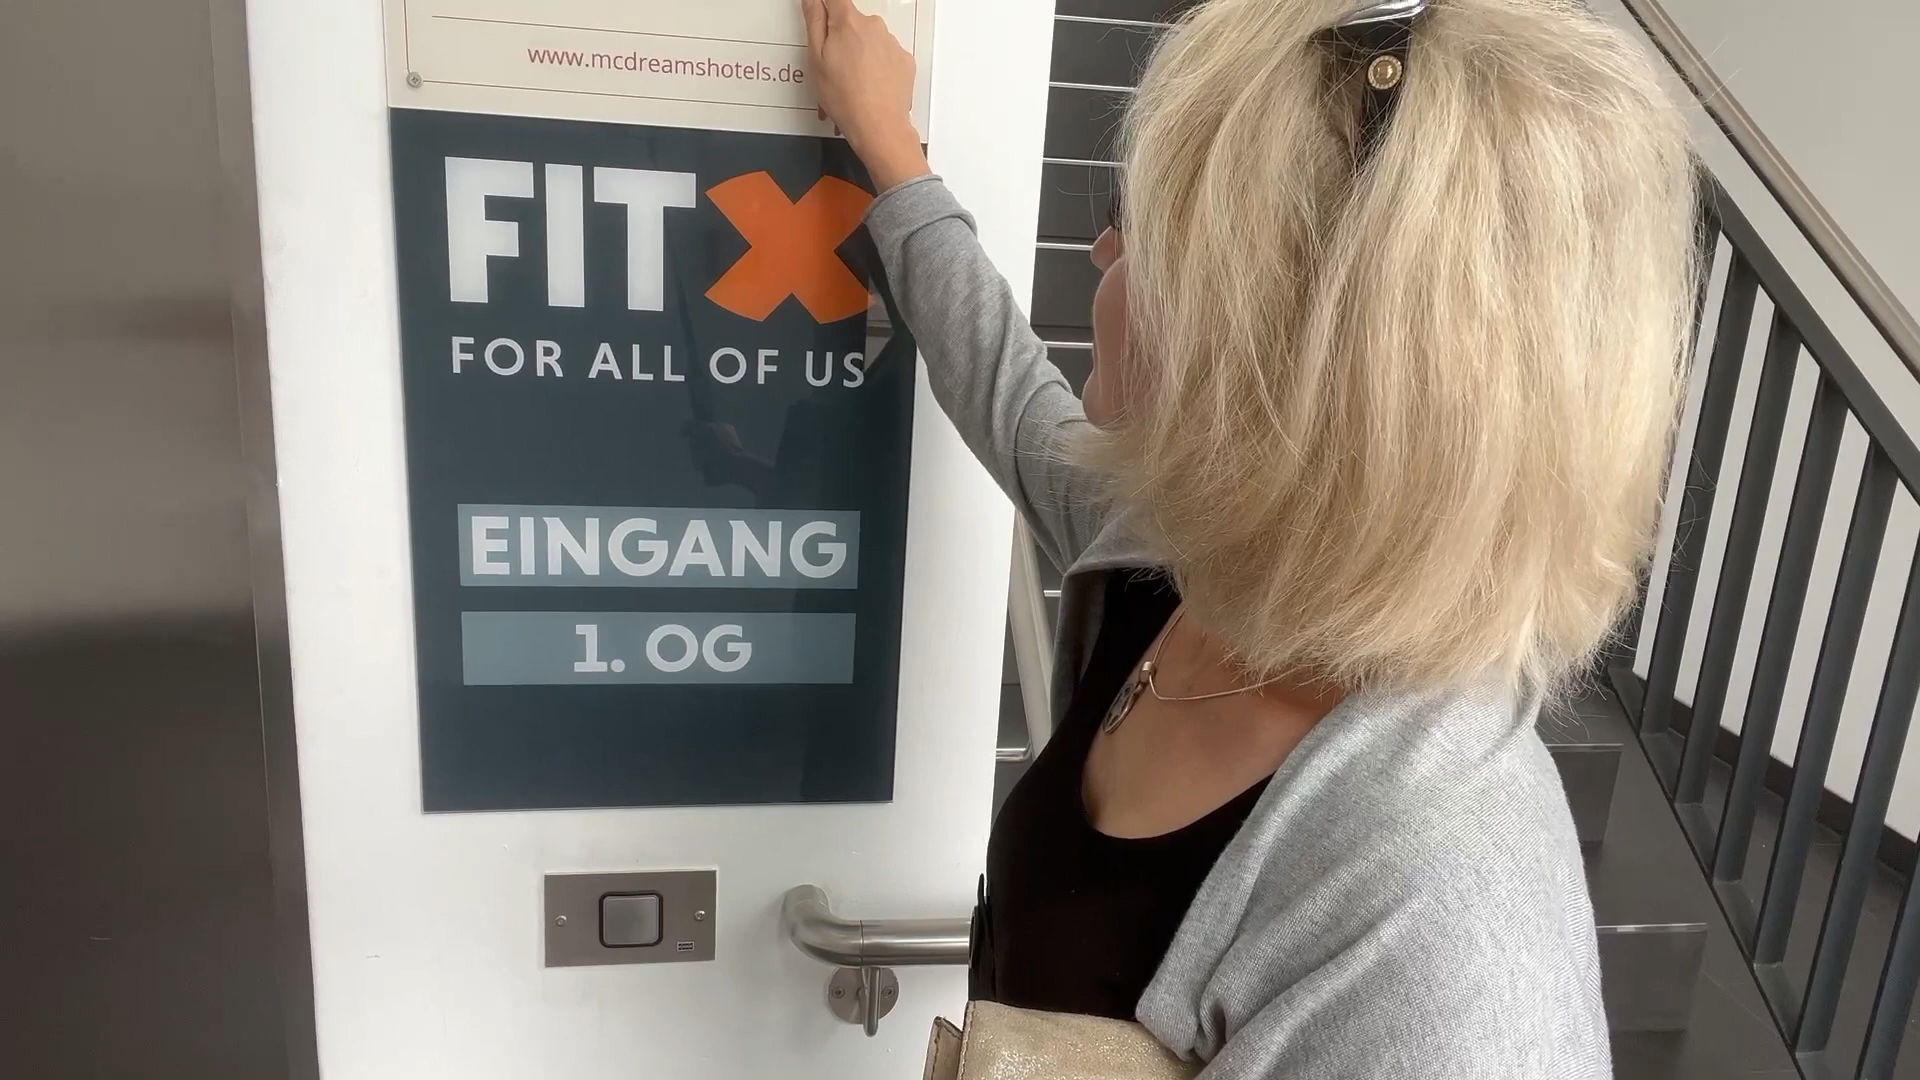 www.mcdreamshotels.de
FITX
FOR ALL OF US
EINGANG
1. OG